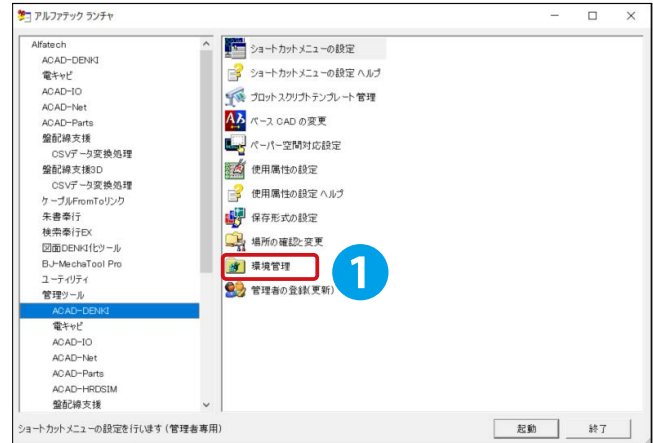 アルファテック ランチャ
Alfatech
ACAD-DENKI
電キャビ
ACAD-IO
ACAD-Net
ACAD-Parts
盤配線支援
CSVデータ変換処理
盤配線支援3D
CSVデータ変換処理
ケーブルFromToリンク
朱書奉行
検索奉行EX
図面DENKI化ツール
BJ-MechaTool Pro
ユーティリティ
管理ツール
ACAD-DENKI
電キャビ
ACAD-IO
ACAD-Net
ACAD-Parts
ACAD-HRDSIM
盤配線支援
ショートカットメニューの設定
ショートカットメニューの設定 ヘルプ
プロットスクリプトテンプレート管理
ベース CAD の変更
ペーパー空間対応設定
使用属性の設定
使用属性の設定 ヘルプ
保存形式の設定
場所の確認と変更
環境管理
1
管理者の登録(更新)
ショートカットメニューの設定を行います (管理者専用)
起動
終了